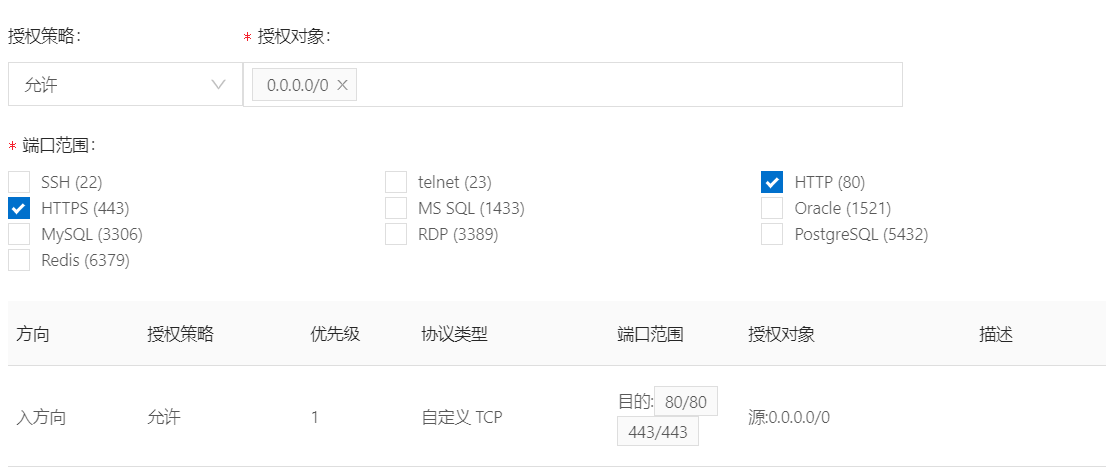 授权策略： * 授权对象：
允许 0.0.0.0/0 ×
* 端口范围：
SSH (22) telnet (23) HTTP (80)
HTTPS (443) MS SQL (1433) Oracle (1521)
MySQL (3306) RDP (3389) PostgreSQL (5432)
Redis (6379)
方向 授权策略 优先级 协议类型 端口范围 授权对象 描述
入方向 允许 1 自定义 TCP 目的:80/80 源:0.0.0.0/0
443/443